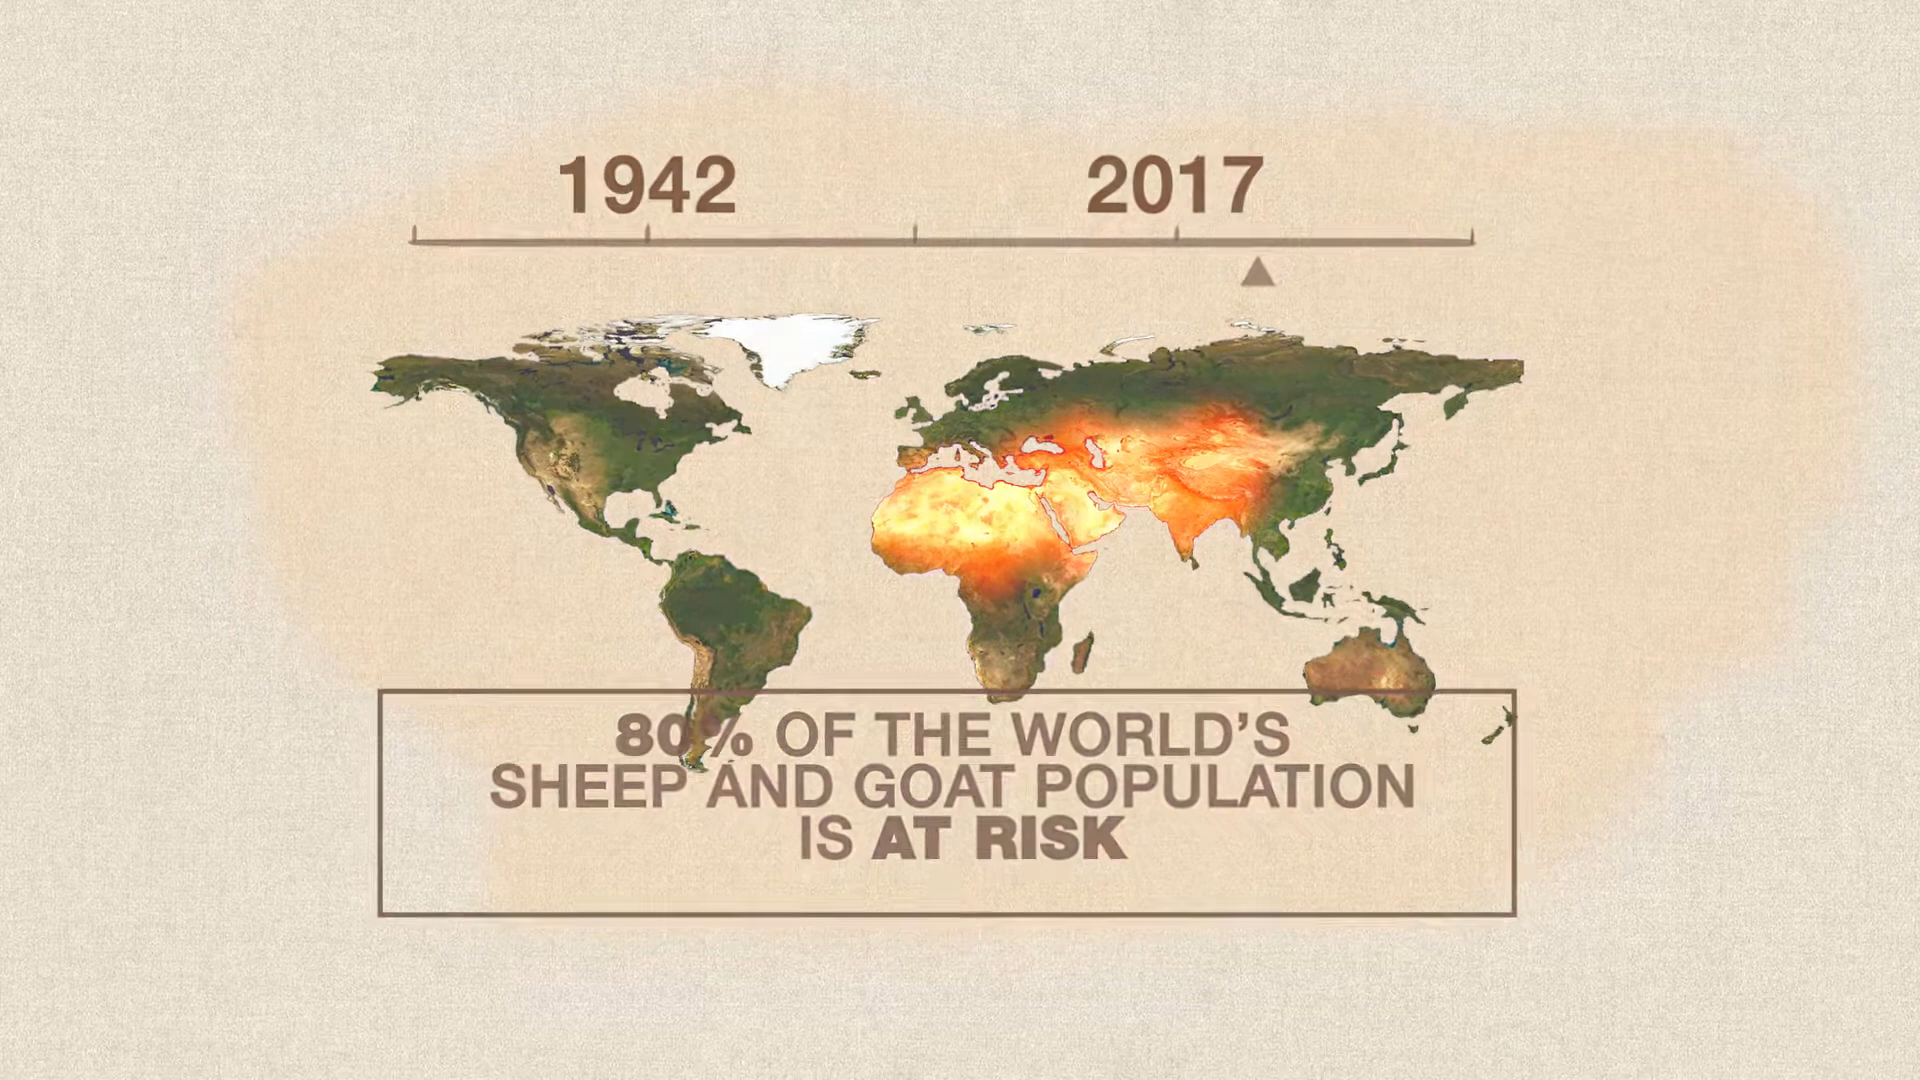 1942
2017
80% OF THE WORLD’S
SHEEP AND GOAT POPULATION
IS AT RISK